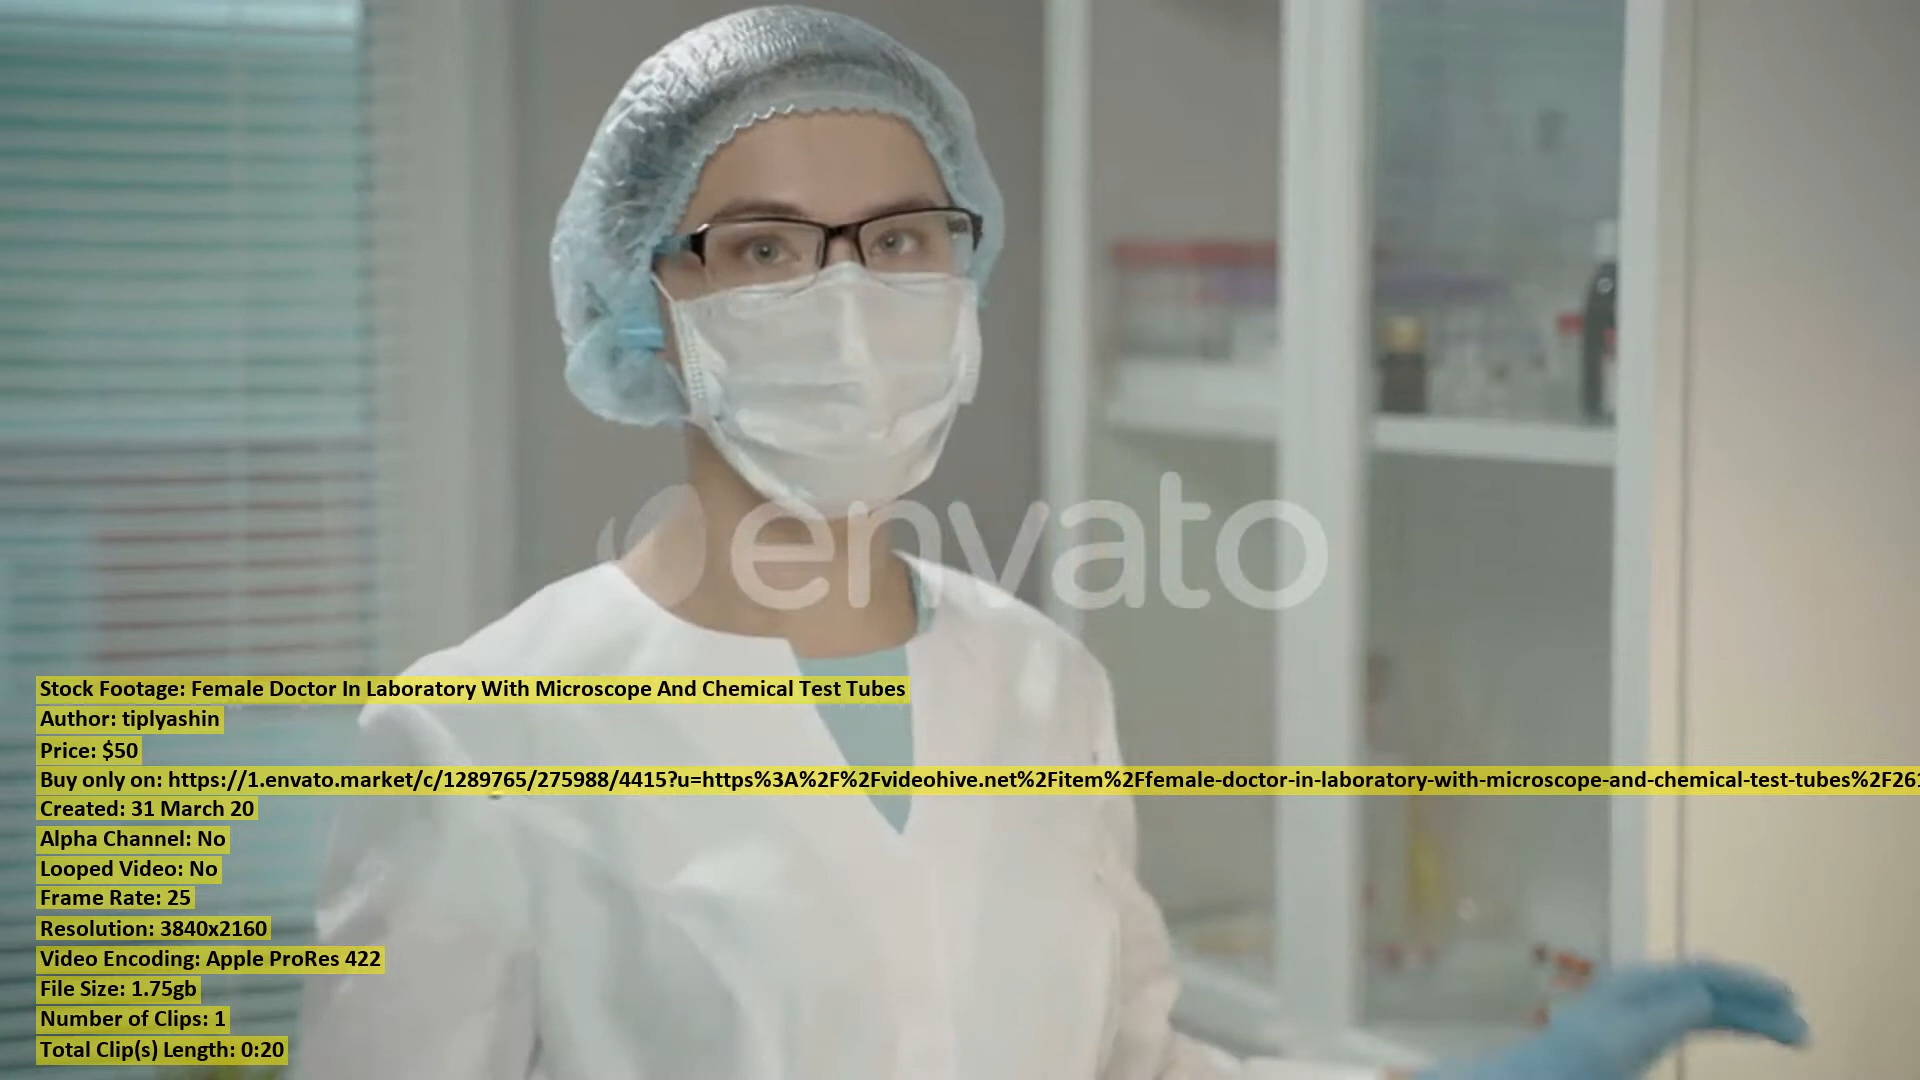 envato
Stock Footage: Female Doctor In Laboratory With Microscope And Chemical Test Tubes
Author: tiplyashin
Price: $50
Buy only on: https://1.envato.market/c/1289765/275988/4415?u=https%3A%2F%2Fvideohive.net%2Fitem%2Ffemale-doctor-in-laboratory-with-microscope-and-chemical-test-tubes%2F261
Created: 31 March 20
Alpha Channel: No
Looped Video: No
Frame Rate: 25
Resolution: 3840x2160
Video Encoding: Apple ProRes 422
File Size: 1.75gb
Number of Clips: 1
Total Clip(s) Length: 0:20